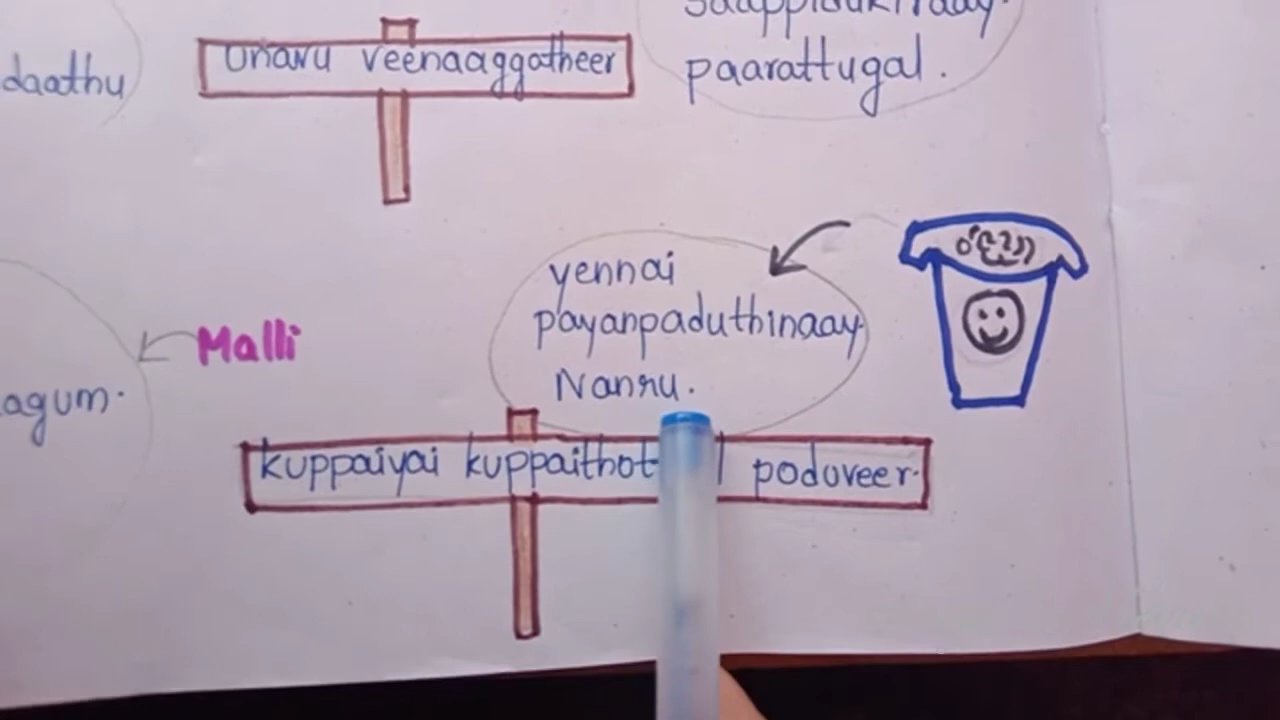 paarattugal.
daathu
unavu veenaaggatheer
yennai
payanpaduthinaay.
Nanru.
Malli
agum.
kuppaiyai poduveer.